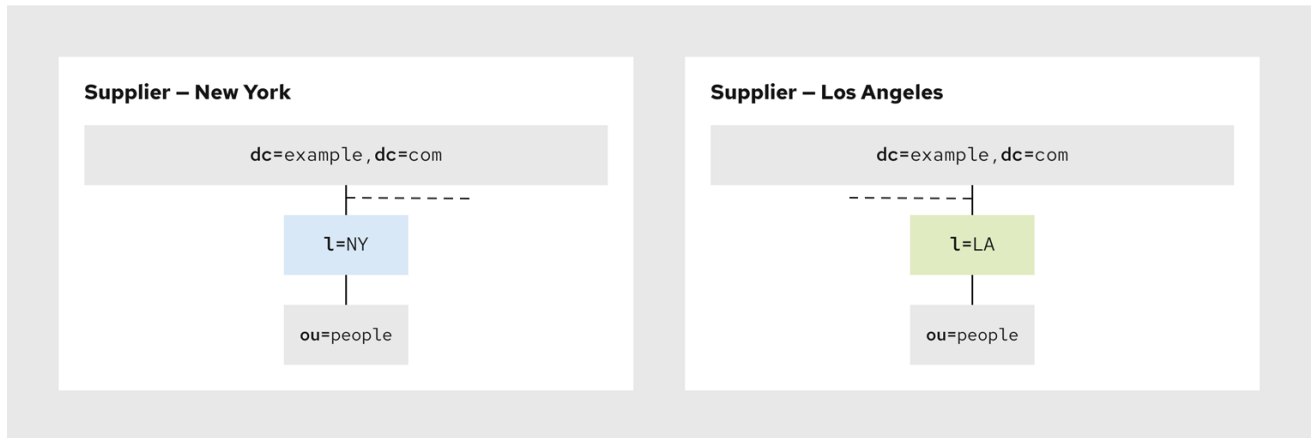 Supplier – New York
dc=example,dc=com
l=NY
ou=people
Supplier – Los Angeles
dc=example,dc=com
l=LA
ou=people